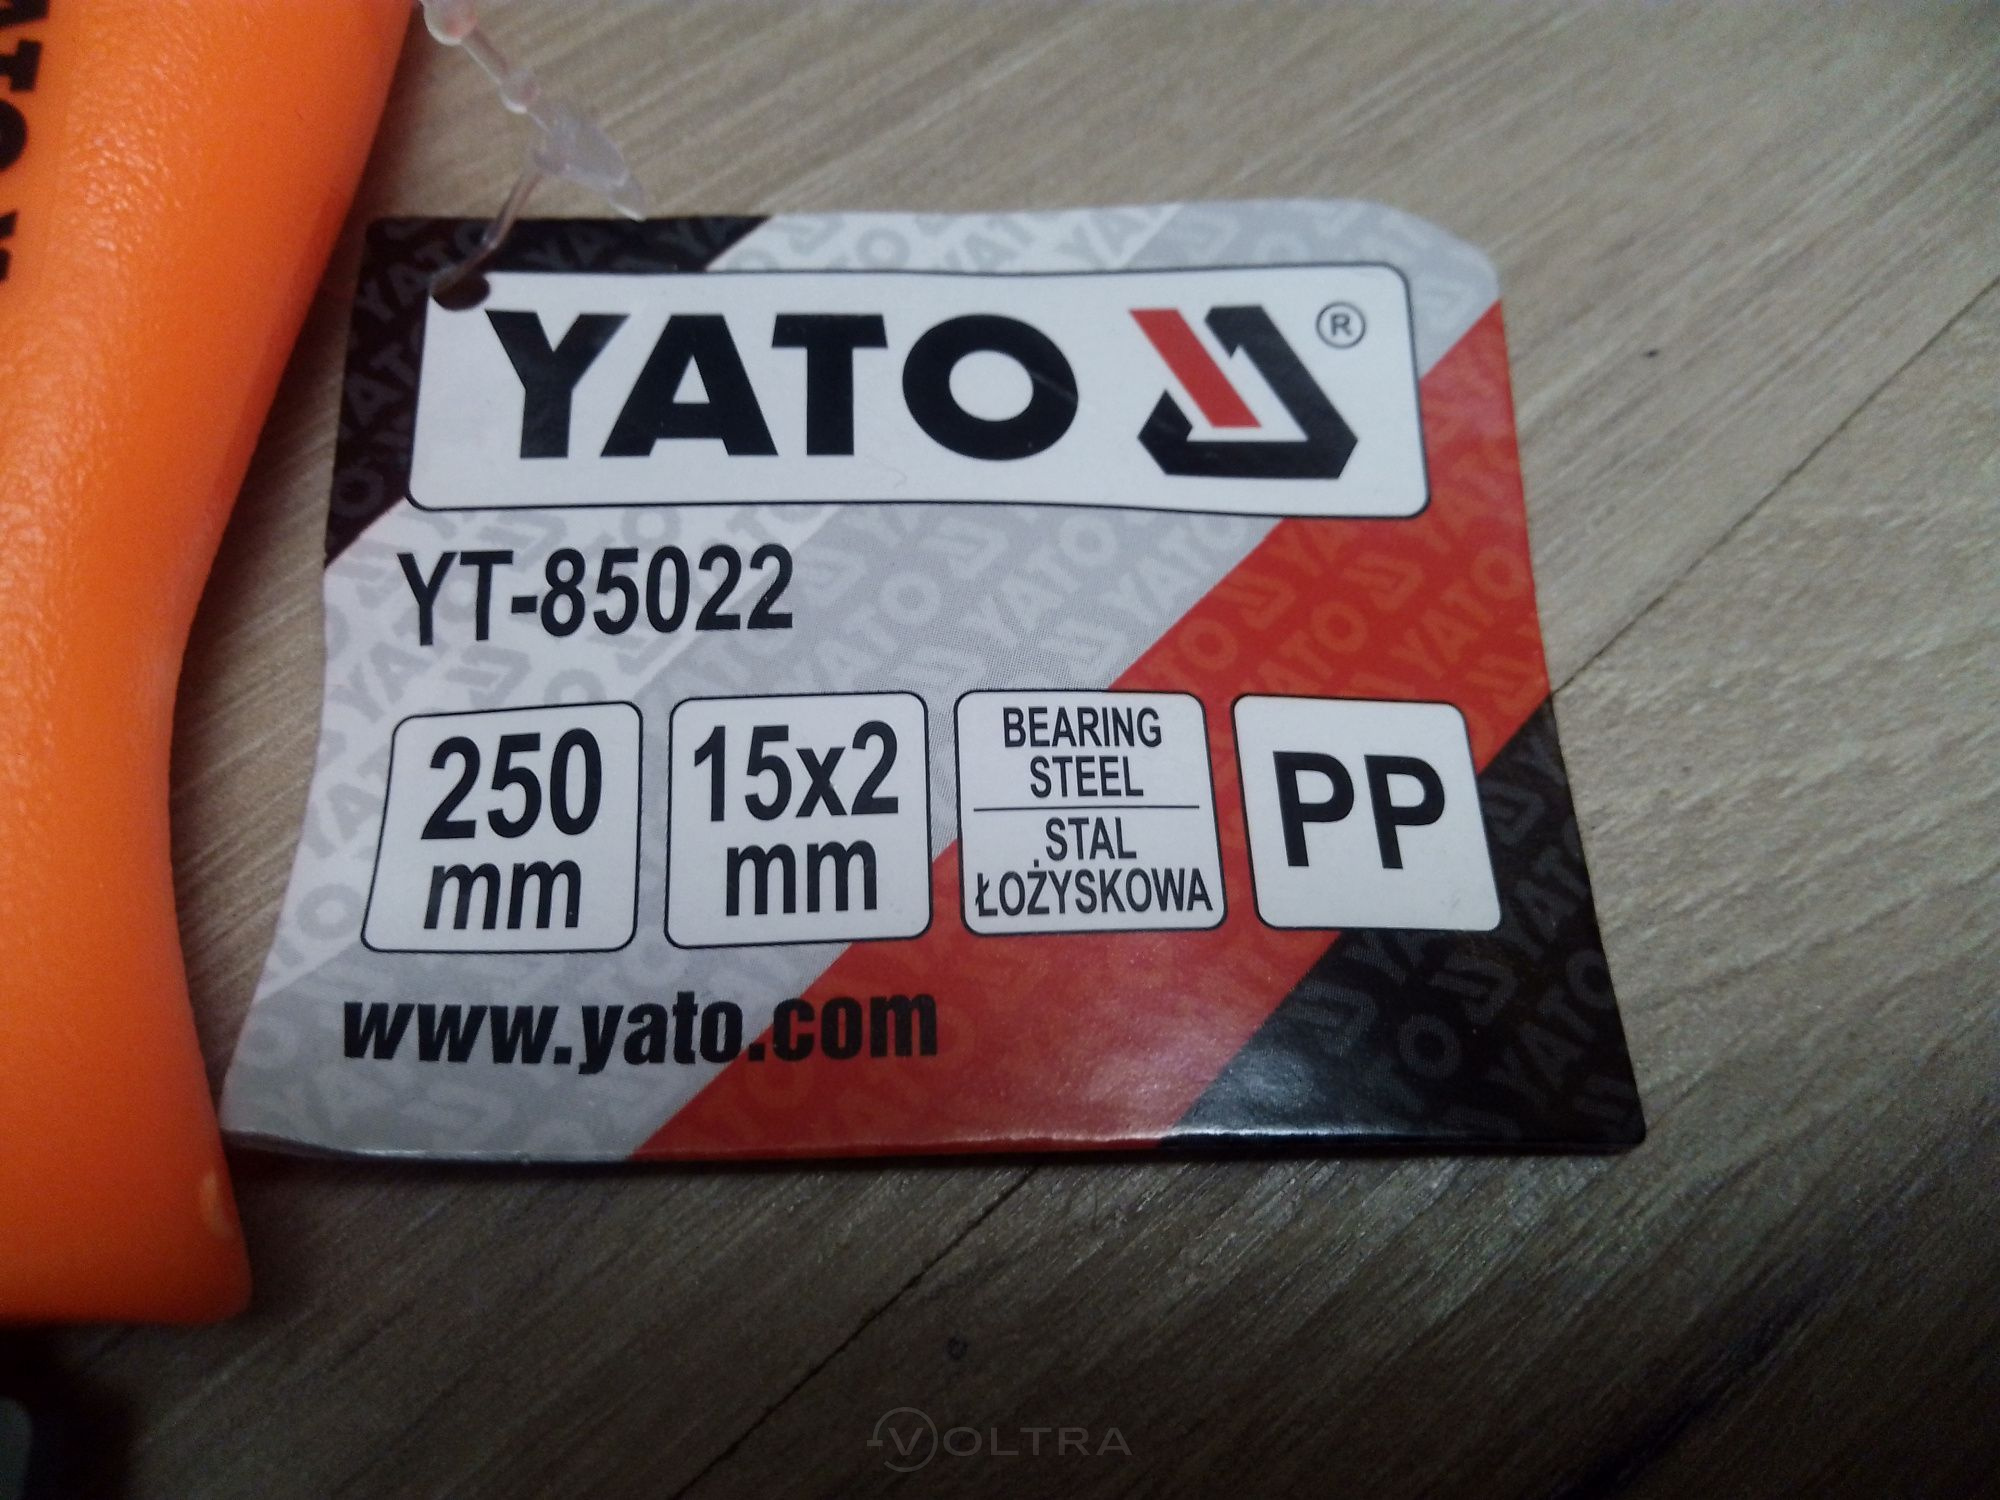 YATO ®
YT-85022
250
mm
15x2
mm
BEARING
STEEL
STAL
ŁOŻYSKOWA
PP
www.yato.com
VOLTRA